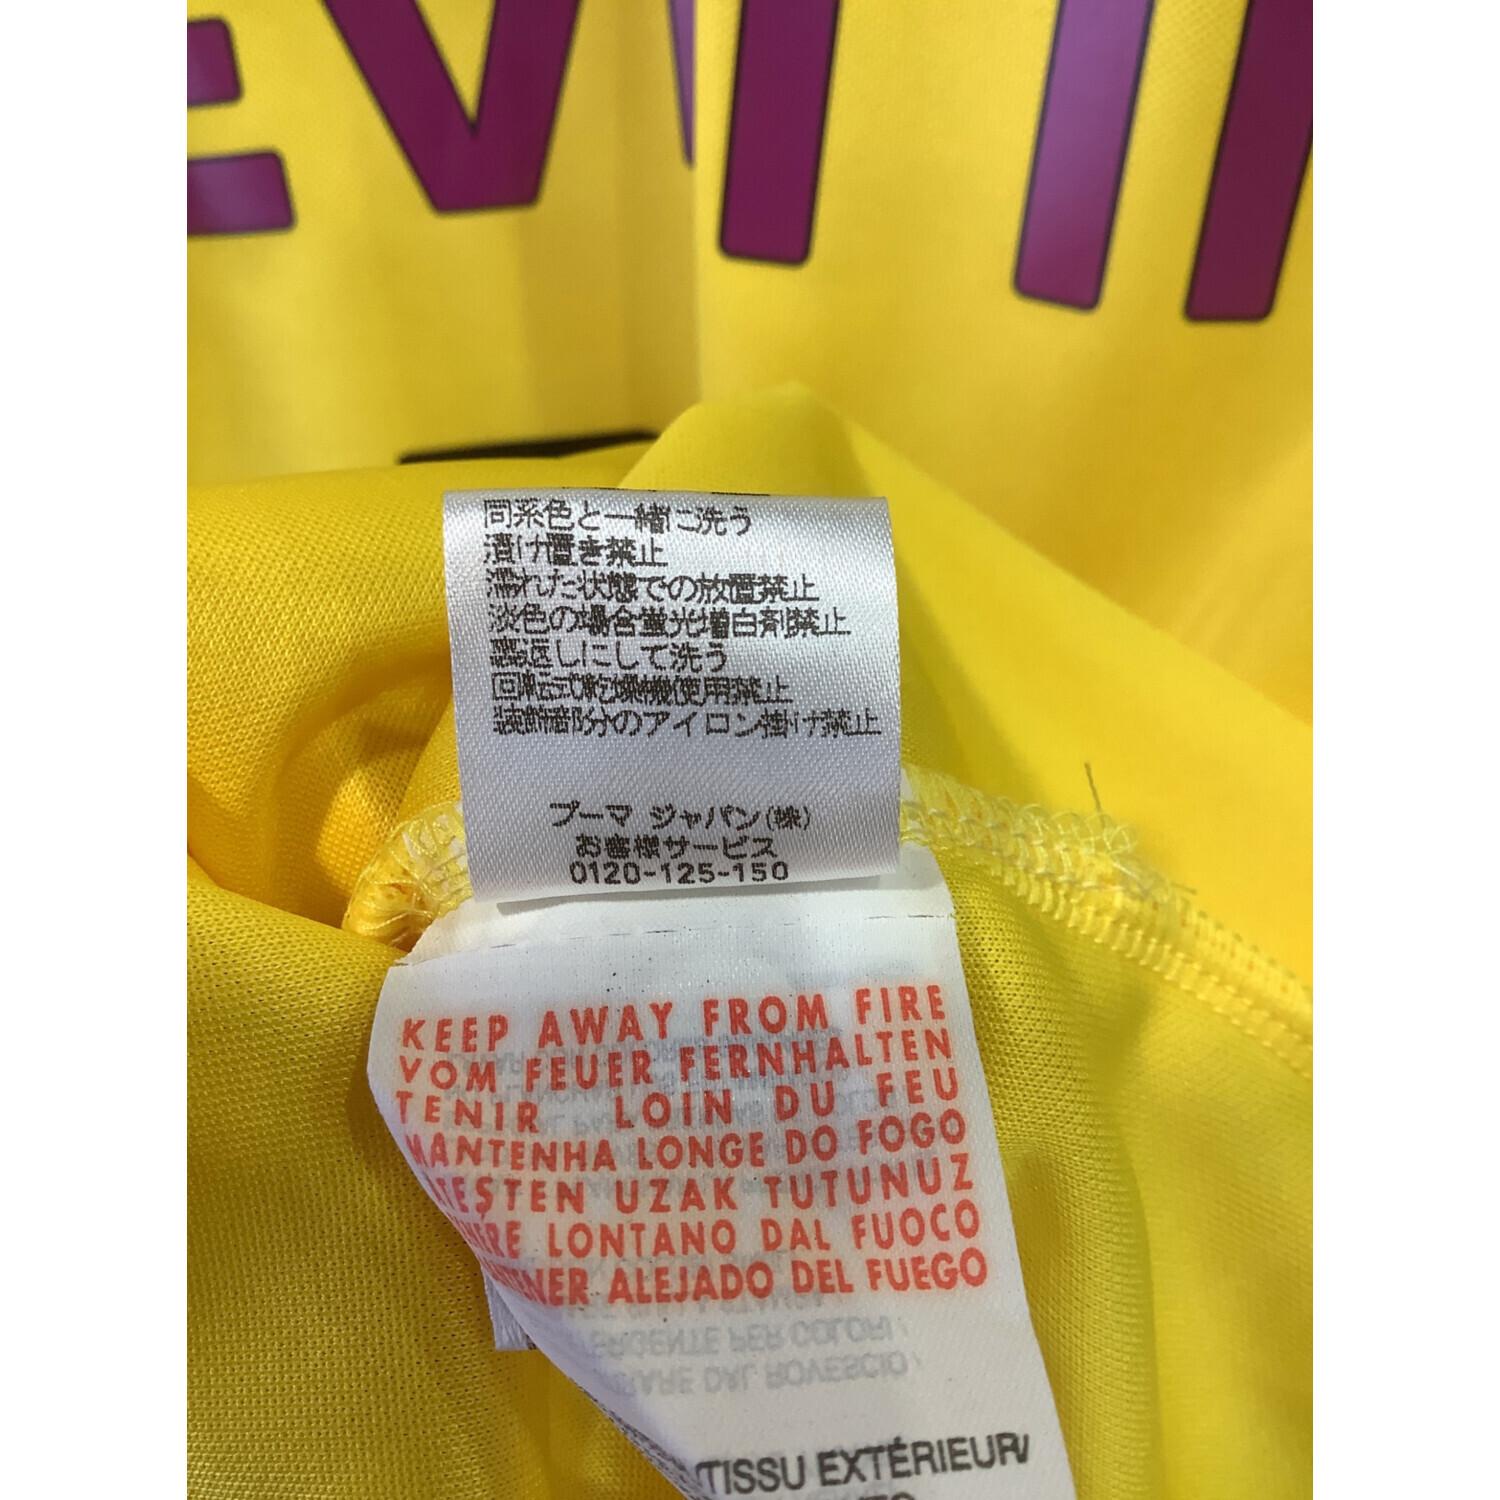 EVI
同系色と一緒に洗う
漬け置き禁止
濡れた状態での放置禁止
淡色の場合蛍光増白剤禁止
裏返しにして洗う
回転式乾燥機使用禁止
装飾部分のアイロン掛け禁止
プーマ ジャパン(株)
お客様サービス
0120-125-150
KEEP AWAY FROM FIRE
VOM FEUER FERNHALTEN
TENIR LOIN DU FEU
MANTENHA LONGE DO FOGO
ATEŞTEN UZAK TUTUNUZ
LONTANO DAL FUOCO
ALEJADO DEL FUEGO
TISSU EXTÉRIEUR/